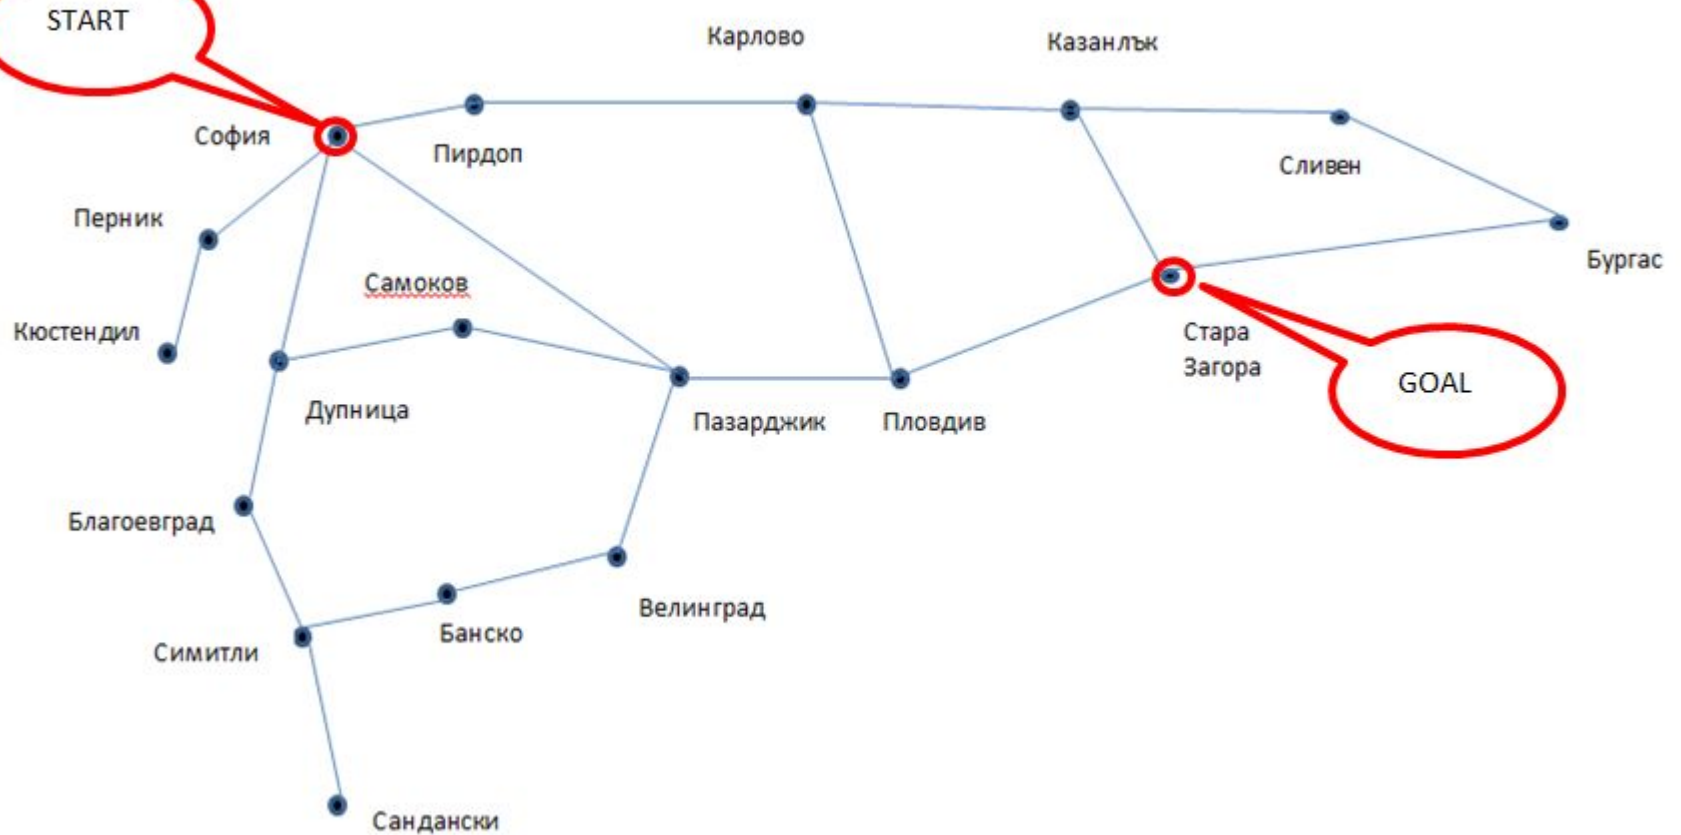 START
Карлово
Казанлък
София
Пирдоп
Сливен
Перник
Бургас
Самоков
Кюстендил
Стара
Загора
GOAL
Дупница
Пазарджик
Пловдив
Благоевград
Велинград
Банско
Симитли
Сандански